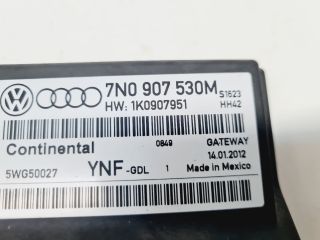 7N0 907 530M S1623
HW: 1K0907951 HH42
Continental 0849 GATEWAY
14.01.2012
5WG50027 YNF-GDL 1 Made in Mexico